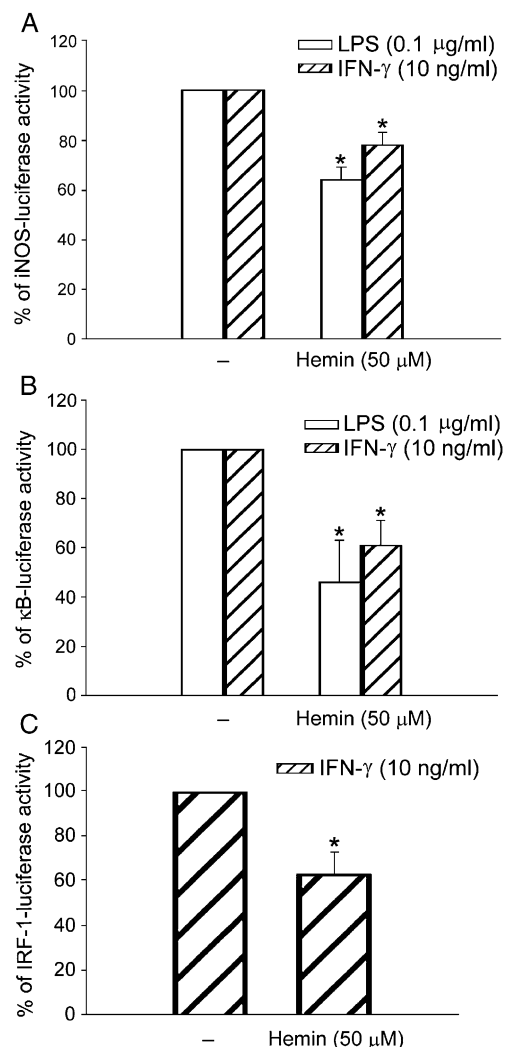 A
120
100
80
60
40
20
0
% of iNOS-luciferase activity
LPS (0.1 μg/ml)
IFN-γ (10 ng/ml)
*
*
–
Hemin (50 μM)
B
120
100
80
60
40
20
0
% of κB-luciferase activity
LPS (0.1 μg/ml)
IFN-γ (10 ng/ml)
*
*
–
Hemin (50 μM)
C
120
100
80
60
40
20
0
% of IRF-1-luciferase activity
IFN-γ (10 ng/ml)
*
–
Hemin (50 μM)